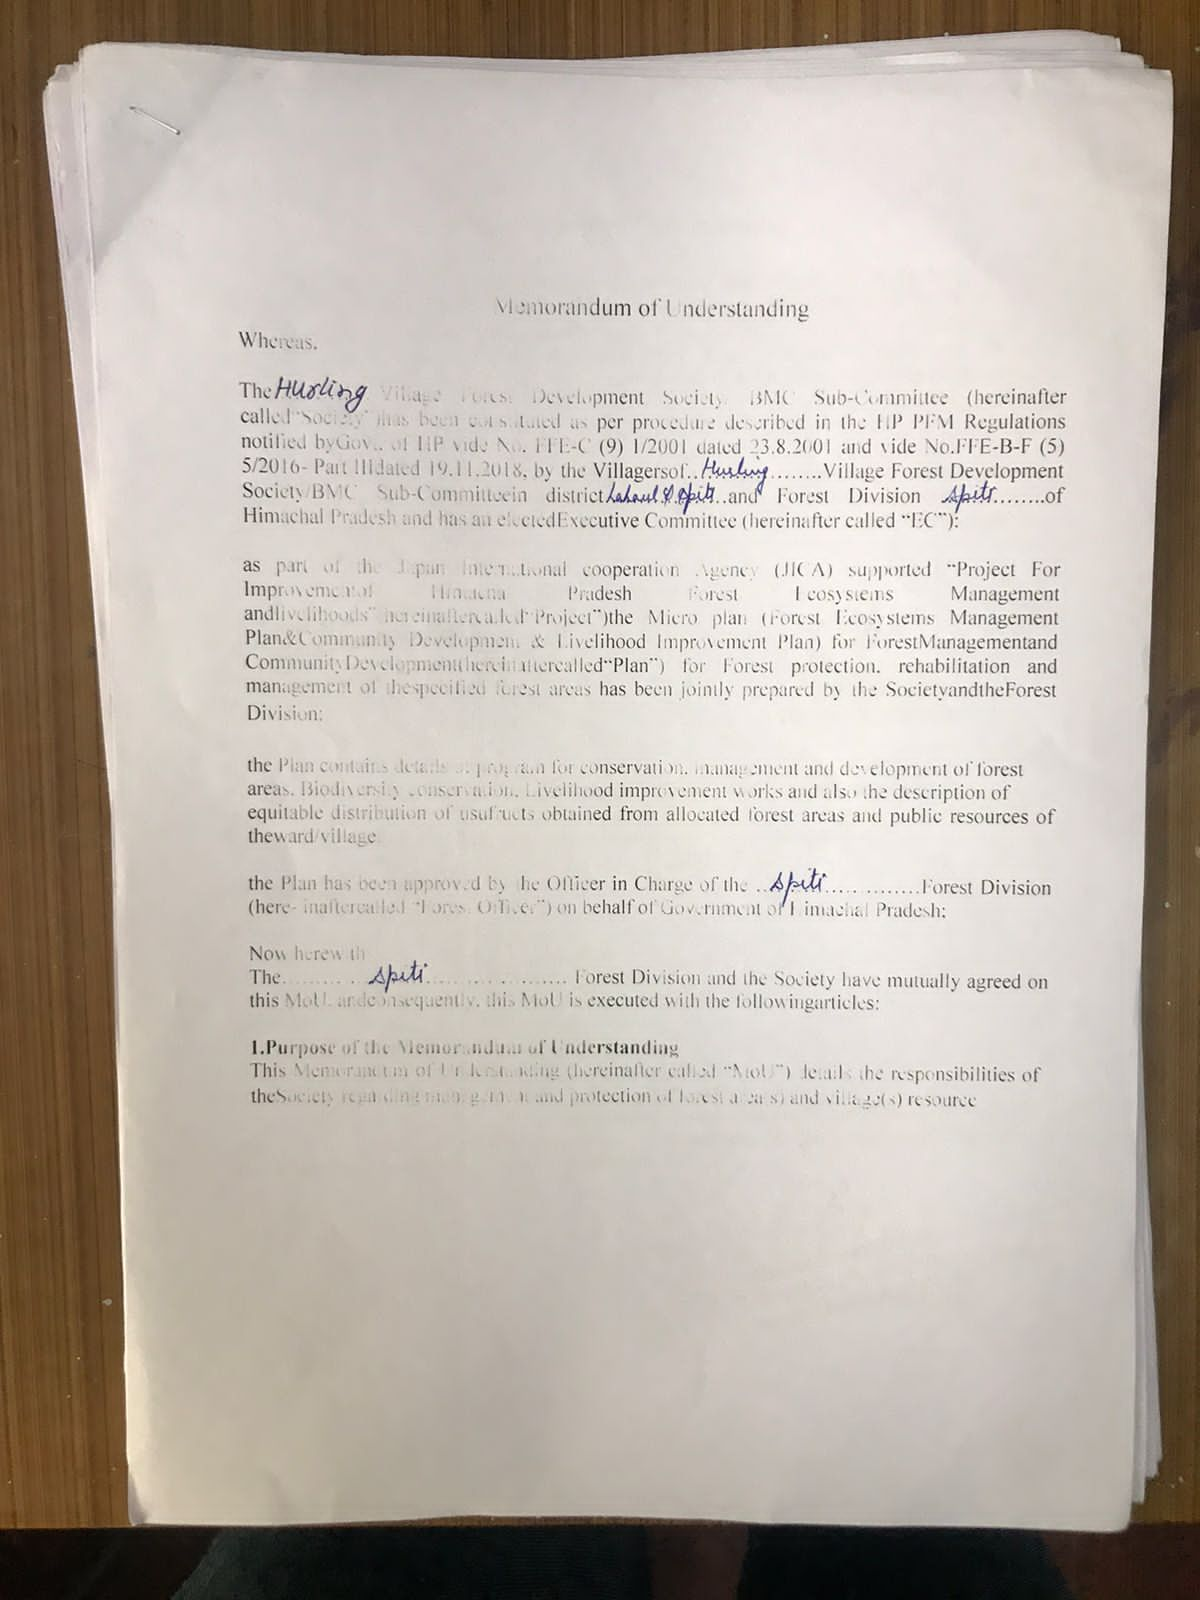 Memorandum of Understanding
Whereas,
The Hurling Village Forest Development Society/ BMC Sub-Committee (hereinafter
called"Society" )has been constituted as per procedure described in the HP PFM Regulations
notified byGovt. of HP vide No. FFE-C (9) 1/2001 dated 23.8.2001 and vide No.FFE-B-F (5)
5/2016- Part IIIdated 19.11.2018, by the Villagersof..Hurling........Village Forest Development
Society/BMC Sub-Committeein district Lahaul & Spiti..and Forest Division Spiti........of
Himachal Pradesh and has an electedExecutive Committee (hereinafter called “EC”);
as part of the Japan International cooperation Agency (JICA) supported “Project For
Improvementof Himachal Pradesh Forest Ecosystems Management
andlivelihoods” hereinaftercalled“Project”)the Micro plan (Forest Ecosystems Management
Plan&Community Development & Livelihood Improvement Plan) for ForestManagementand
CommunityDevelopment(hereinaftercalled“Plan”) for Forest protection, rehabilitation and
management of thespecified forest areas has been jointly prepared by the SocietyandtheForest
Division;
the Plan contains details of program for conservation, management and development of forest
areas, Biodiversity conservation, Livelihood improvement works and also the description of
equitable distribution of usufructs obtained from allocated forest areas and public resources of
theward/village.
the Plan has been approved by the Officer in Charge of the ..Spiti..... .........Forest Division
(here- inaftercalled “Forest Officer”) on behalf of Government of Himachal Pradesh;
Now herewith
The......... . Spiti................... ..... Forest Division and the Society have mutually agreed on
this MoU, andconsequently, this MoU is executed with the followingarticles:
1.Purpose of the Memorandum of Understanding
This Memorandum of Understanding (hereinafter called “MoU”) details the responsibilities of
theSociety regarding management and protection of forest area(s) and village(s) resource